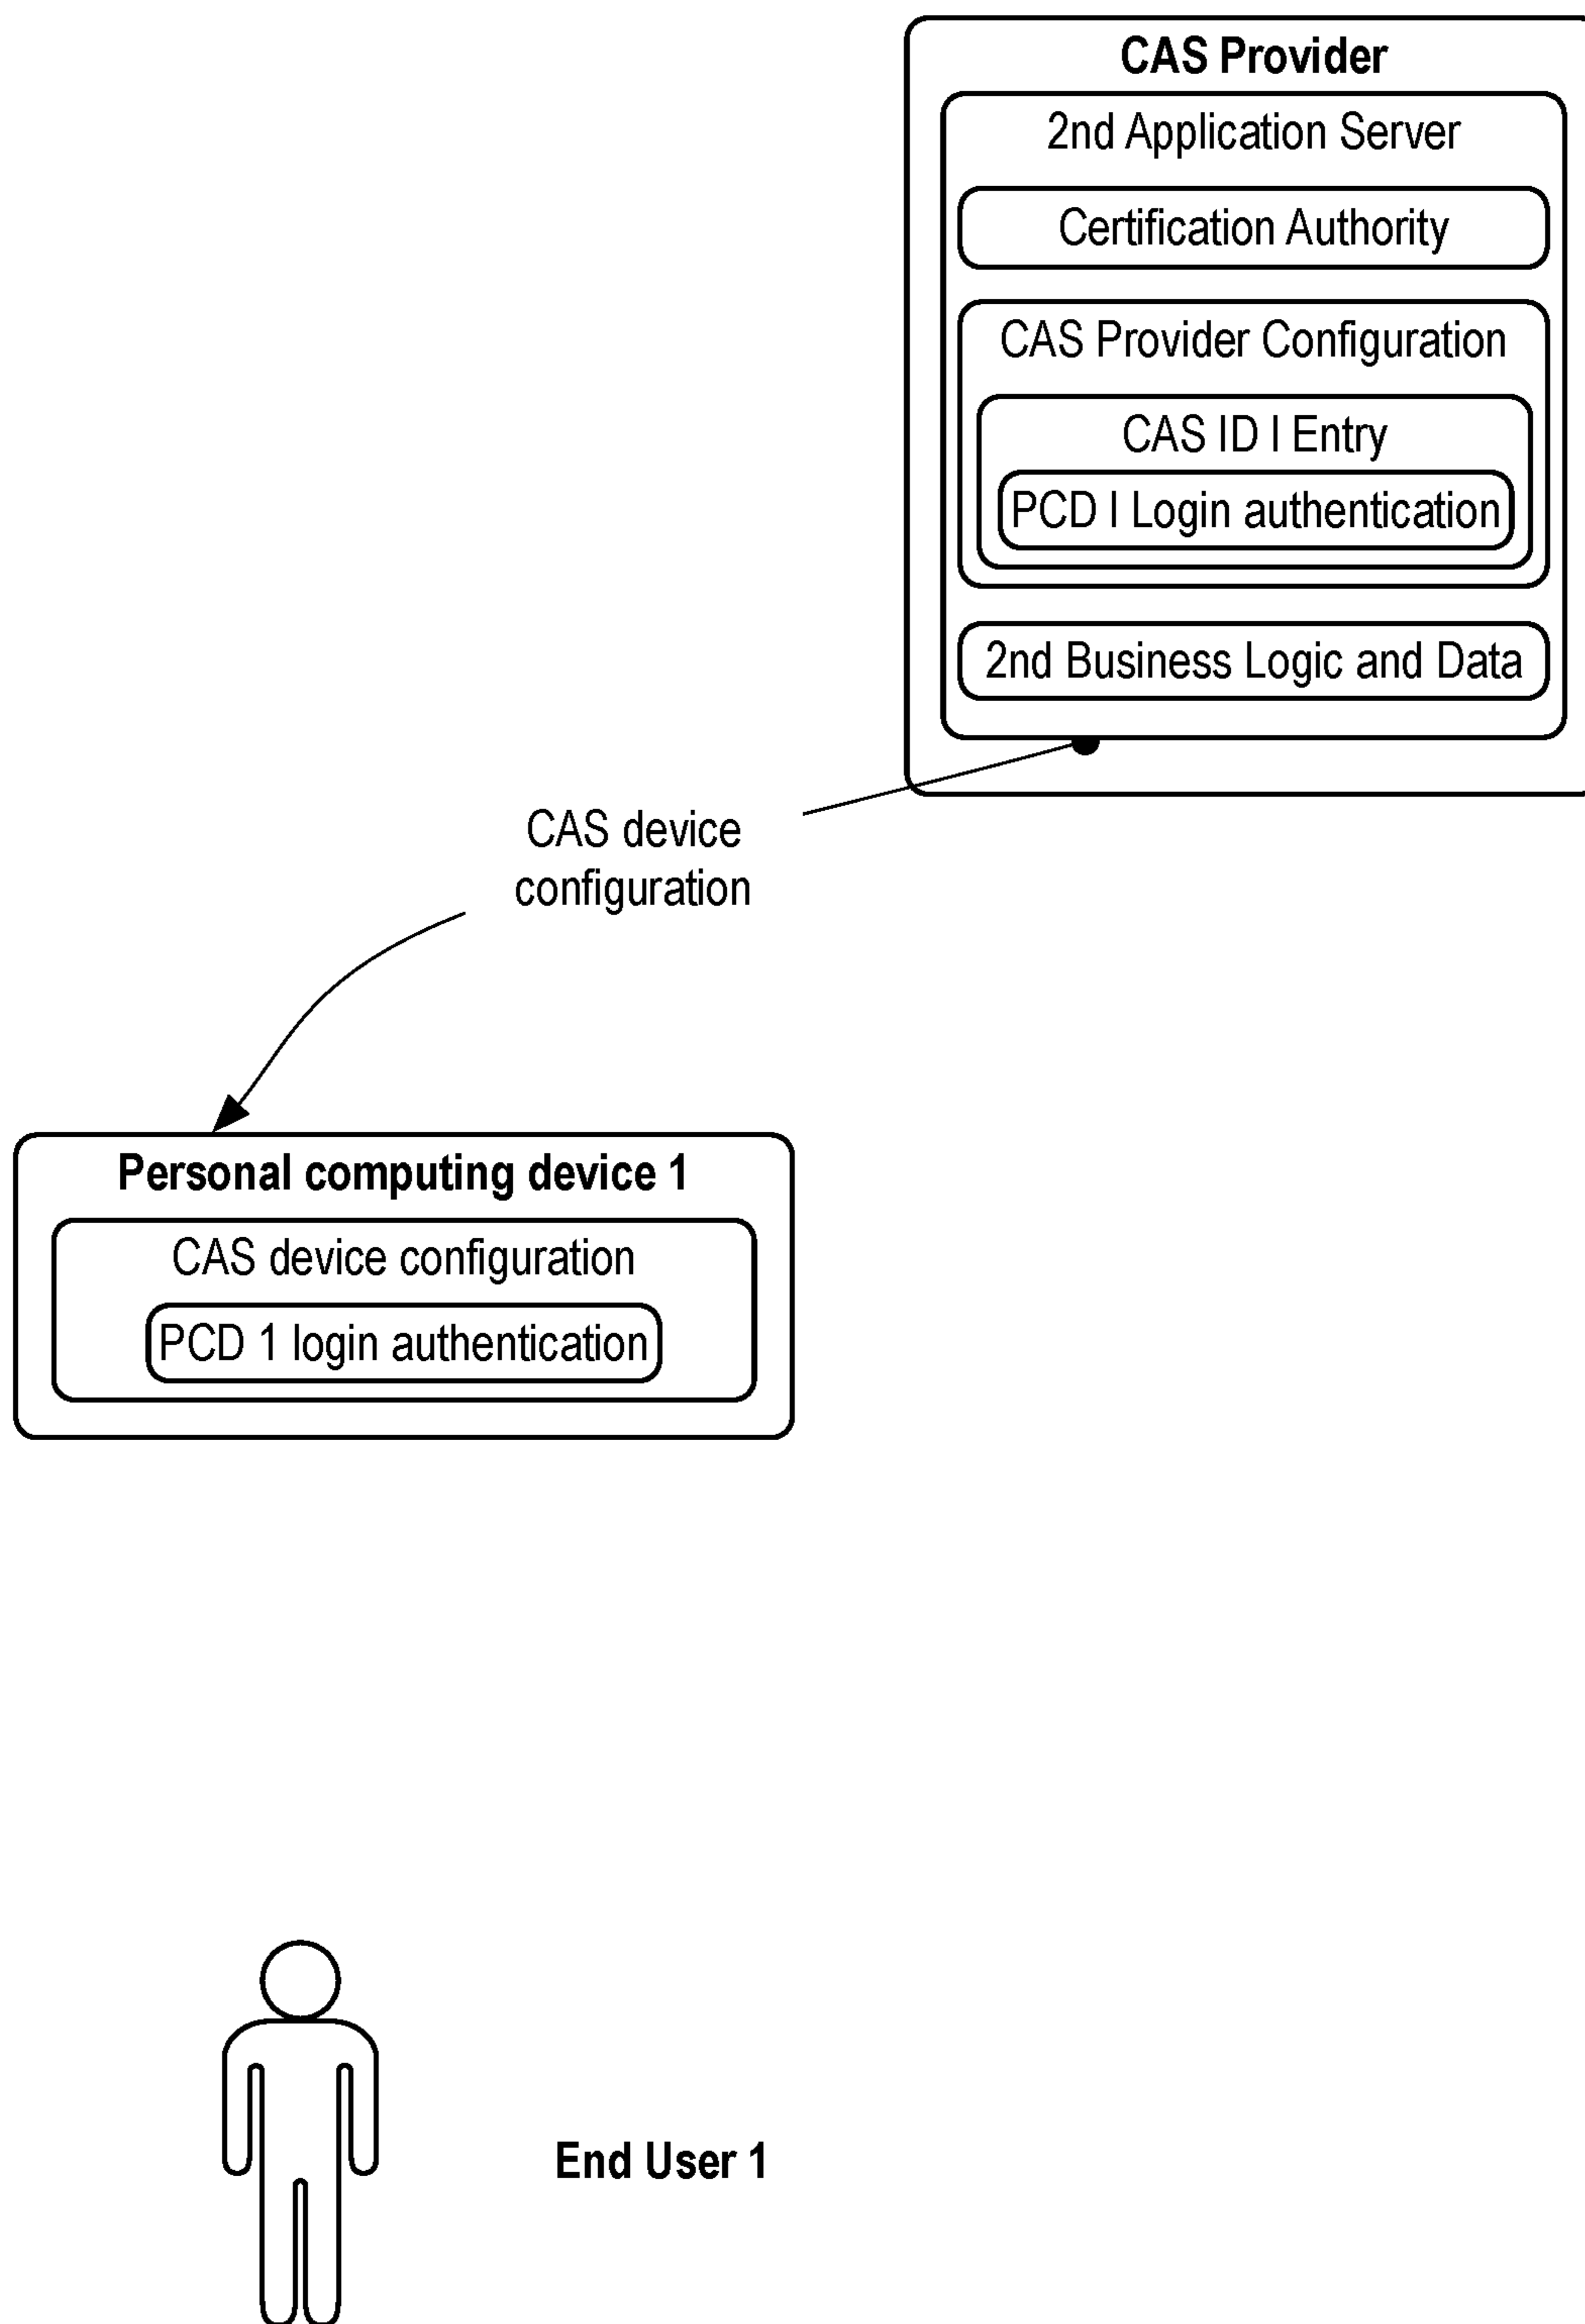 CAS Provider
2nd Application Server
Certification Authority
CAS Provider Configuration
CAS ID I Entry
PCD I Login authentication
2nd Business Logic and Data
CAS device
configuration
Personal computing device 1
CAS device configuration
PCD 1 login authentication
End User 1